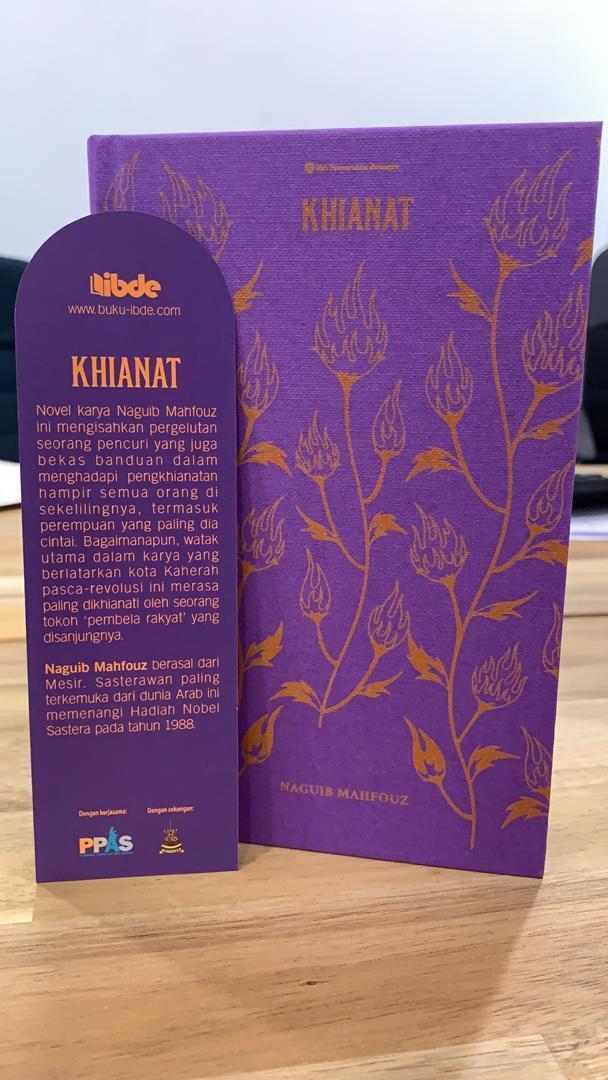 ibde
www.buku-ibde.com
KHIANAT
Novel karya Naguib Mahfouz
ini mengisahkan pergelutan
seorang pencuri yang juga
bekas banduan dalam
menghadapi pengkhianatan
hampir semua orang di
sekelilingnya, termasuk
perempuan yang paling dia
cintai. Bagaimanapun, watak
utama dalam karya yang
berlatarkan kota Kaherah
pasca-revolusi ini merasa
paling dikhianati oleh seorang
tokoh 'pembela rakyat' yang
disanjungnya.
Naguib Mahfouz berasal dari
Mesir. Sasterawan paling
terkemuka dari dunia Arab ini
memenangi Hadiah Nobel
Sastera pada tahun 1988.
Dengan kerjasama: Dengan sokongan:
PPAS
KHIANAT
NAGUIB MAHFOUZ